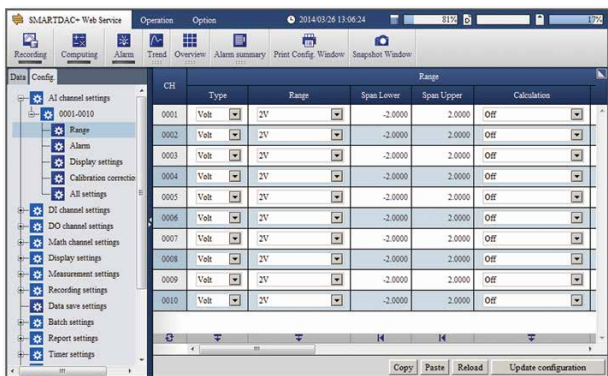 SMARTDAC+ Web Service Operation Option 2014/03/26 13:06:24 81% 17%
Recording Computing Alarm Trend Overview Alarm summary Print Config. Window Snapshot Window
Data Config.
AI channel settings
0001-0010
Range
Alarm
Display settings
Calibration correctio
All settings
DI channel settings
DO channel settings
Math channel settings
Display settings
Measurement settings
Recording settings
Data save settings
Batch settings
Report settings
Timer settings
CH Range
Type Range Span Lower Span Upper Calculation
0001 Volt 2V -2.0000 2.0000 Off
0002 Volt 2V -2.0000 2.0000 Off
0003 Volt 2V -2.0000 2.0000 Off
0004 Volt 2V -2.0000 2.0000 Off
0005 Volt 2V -2.0000 2.0000 Off
0006 Volt 2V -2.0000 2.0000 Off
0007 Volt 2V -2.0000 2.0000 Off
0008 Volt 2V -2.0000 2.0000 Off
0009 Volt 2V -2.0000 2.0000 Off
0010 Volt 2V -2.0000 2.0000 Off
Copy Paste Reload Update configuration